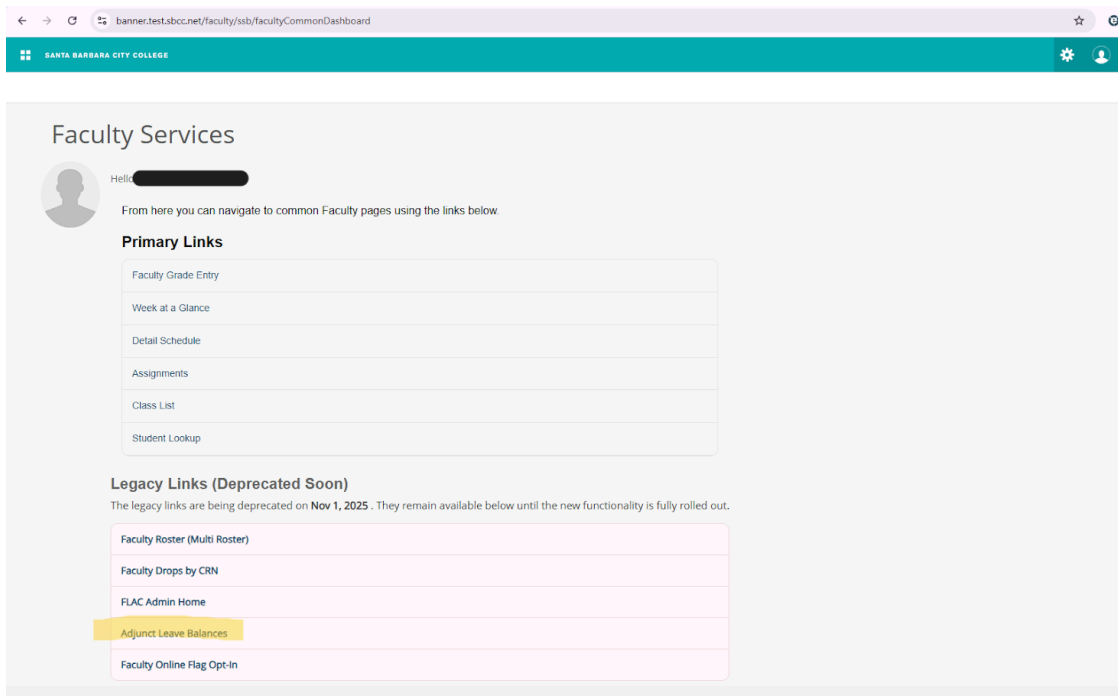 banner.test.sbcc.net/faculty/ssb/facultyCommonDashboard
SANTA BARBARA CITY COLLEGE
Faculty Services
Hello
From here you can navigate to common Faculty pages using the links below.
Primary Links
Faculty Grade Entry
Week at a Glance
Detail Schedule
Assignments
Class List
Student Lookup
Legacy Links (Deprecated Soon)
The legacy links are being deprecated on Nov 1, 2025 . They remain available below until the new functionality is fully rolled out.
Faculty Roster (Multi Roster)
Faculty Drops by CRN
FLAC Admin Home
Adjunct Leave Balances
Faculty Online Flag Opt-In